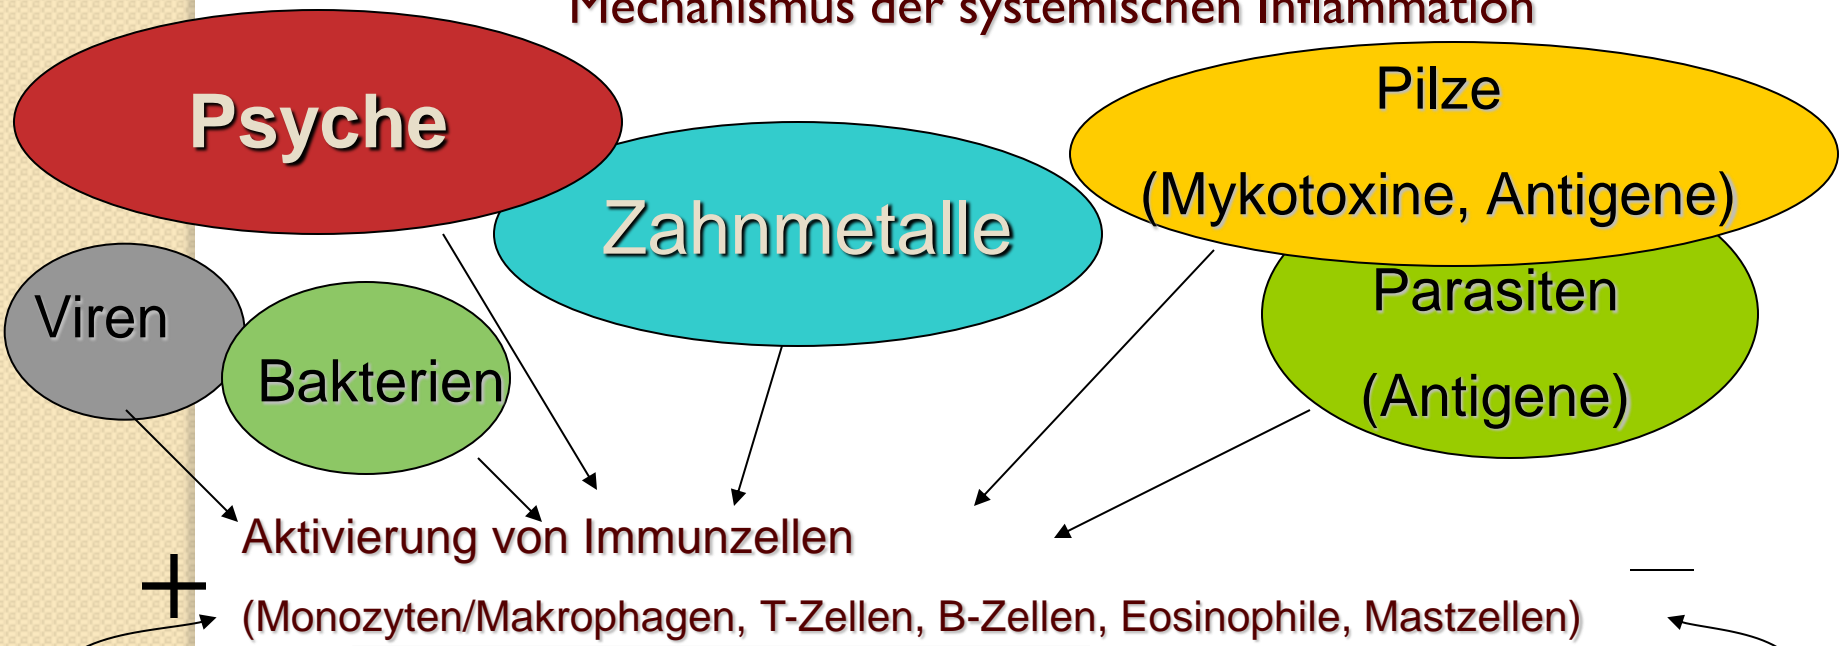 Mechanismus der systemischen Inflammation
Psyche
Zahnmetalle
Pilze
(Mykotoxine, Antigene)
Viren
Bakterien
Parasiten
(Antigene)
Aktivierung von Immunzellen
+
—
(Monozyten/Makrophagen, T-Zellen, B-Zellen, Eosinophile, Mastzellen)